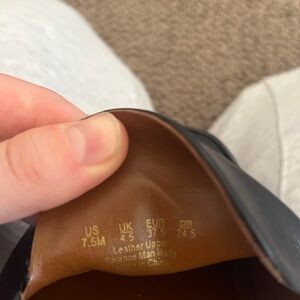 US UK EUR cm
7.5M 4.5 37.5 24.5
Leather Upper
Balance Man Made
in China